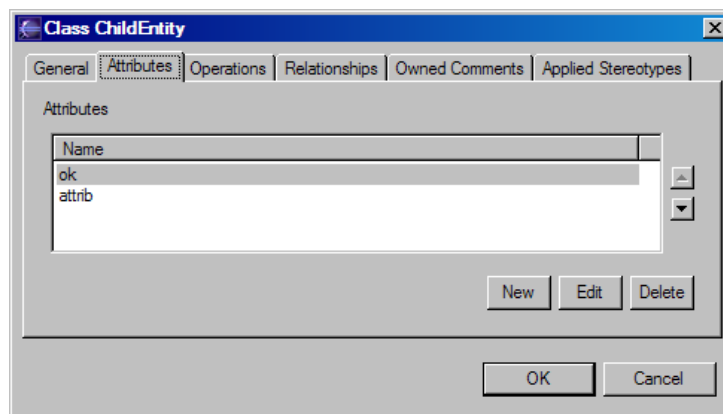 Class ChildEntity
General Attributes Operations Relationships Owned Comments Applied Stereotypes
Attributes
Name
ok
attrib
New Edit Delete
OK Cancel